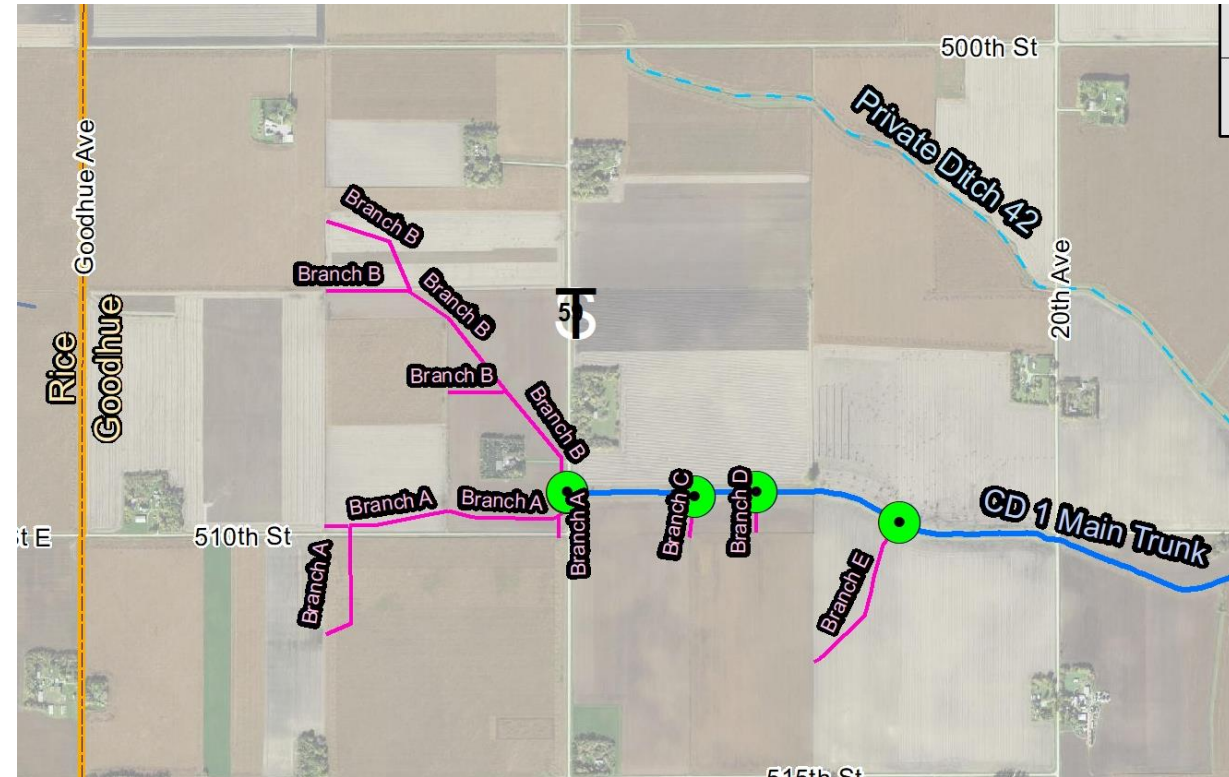 500th St
Goodhue Ave
Private Ditch 42
Branch B
Branch B
Branch B
20th Ave
Rice
Goodhue
Branch B
Branch B
Branch A
Branch A
Branch A
Branch C
Branch D
CD 1 Main Trunk
St E
510th St
Branch A
Branch E
515th St